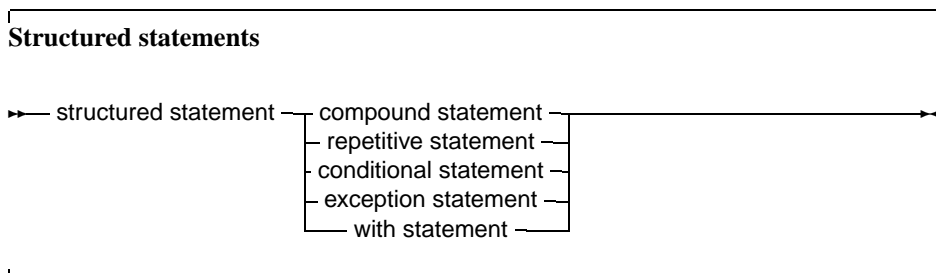 Structured statements
structured statement compound statement
repetitive statement
conditional statement
exception statement
with statement